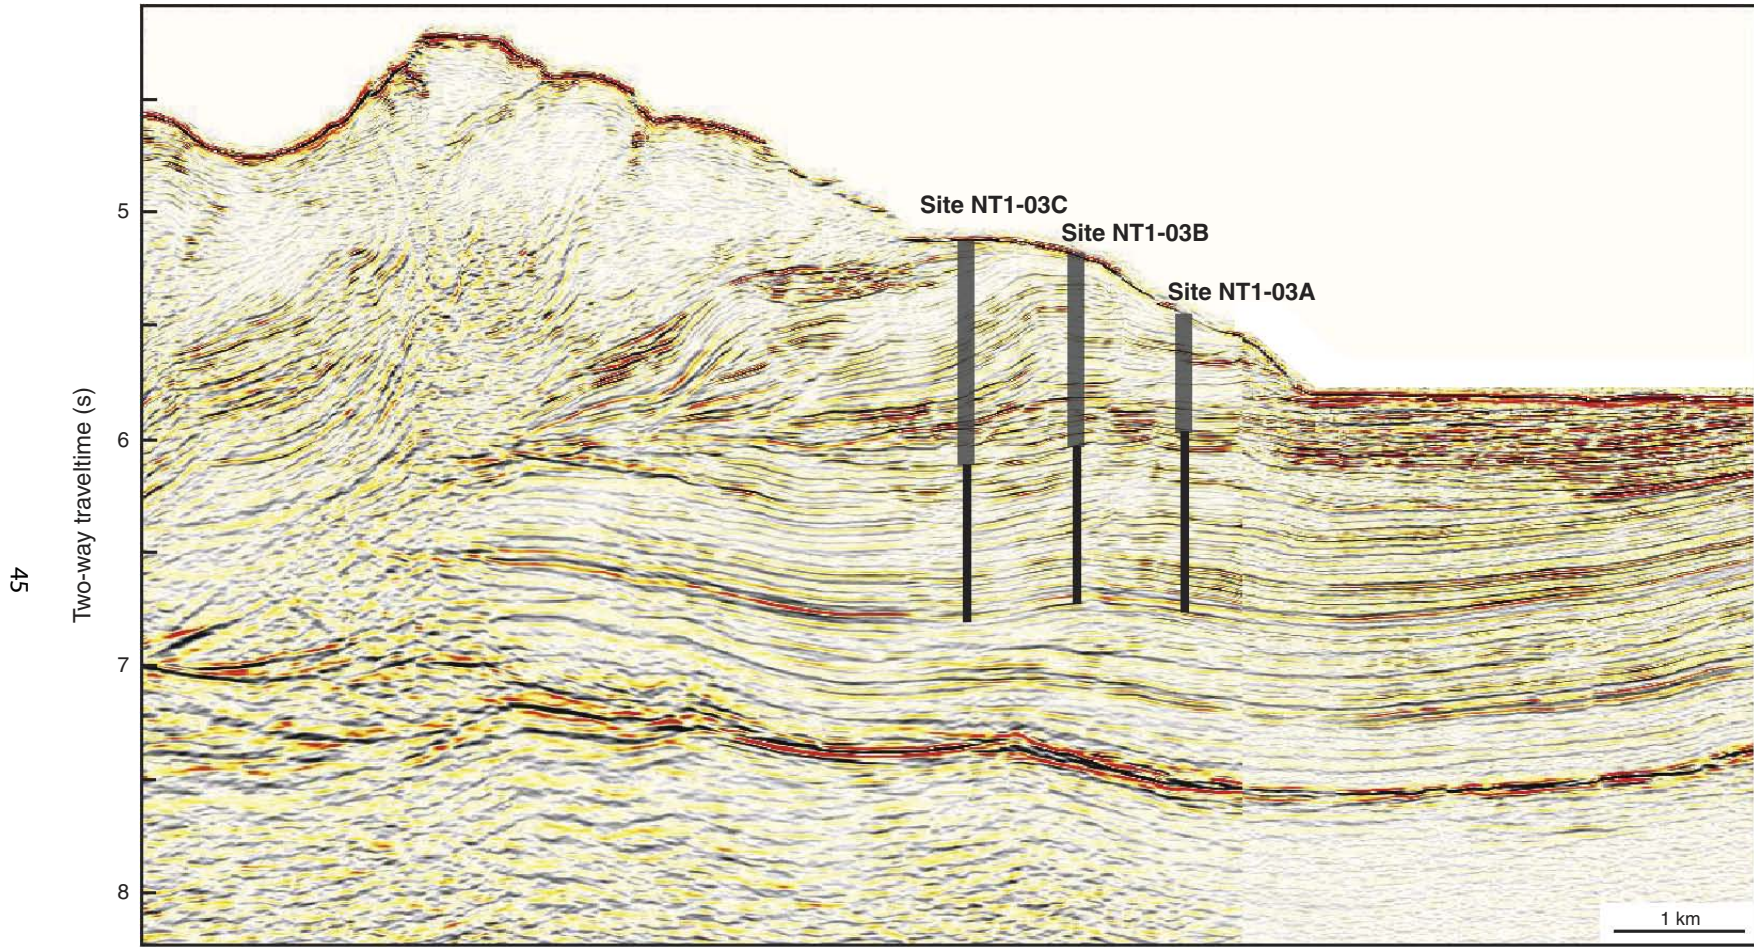 Site NT1-03C
Site NT1-03B
Site NT1-03A
5
6
7
8
Two-way traveltime (s)
45
1 km